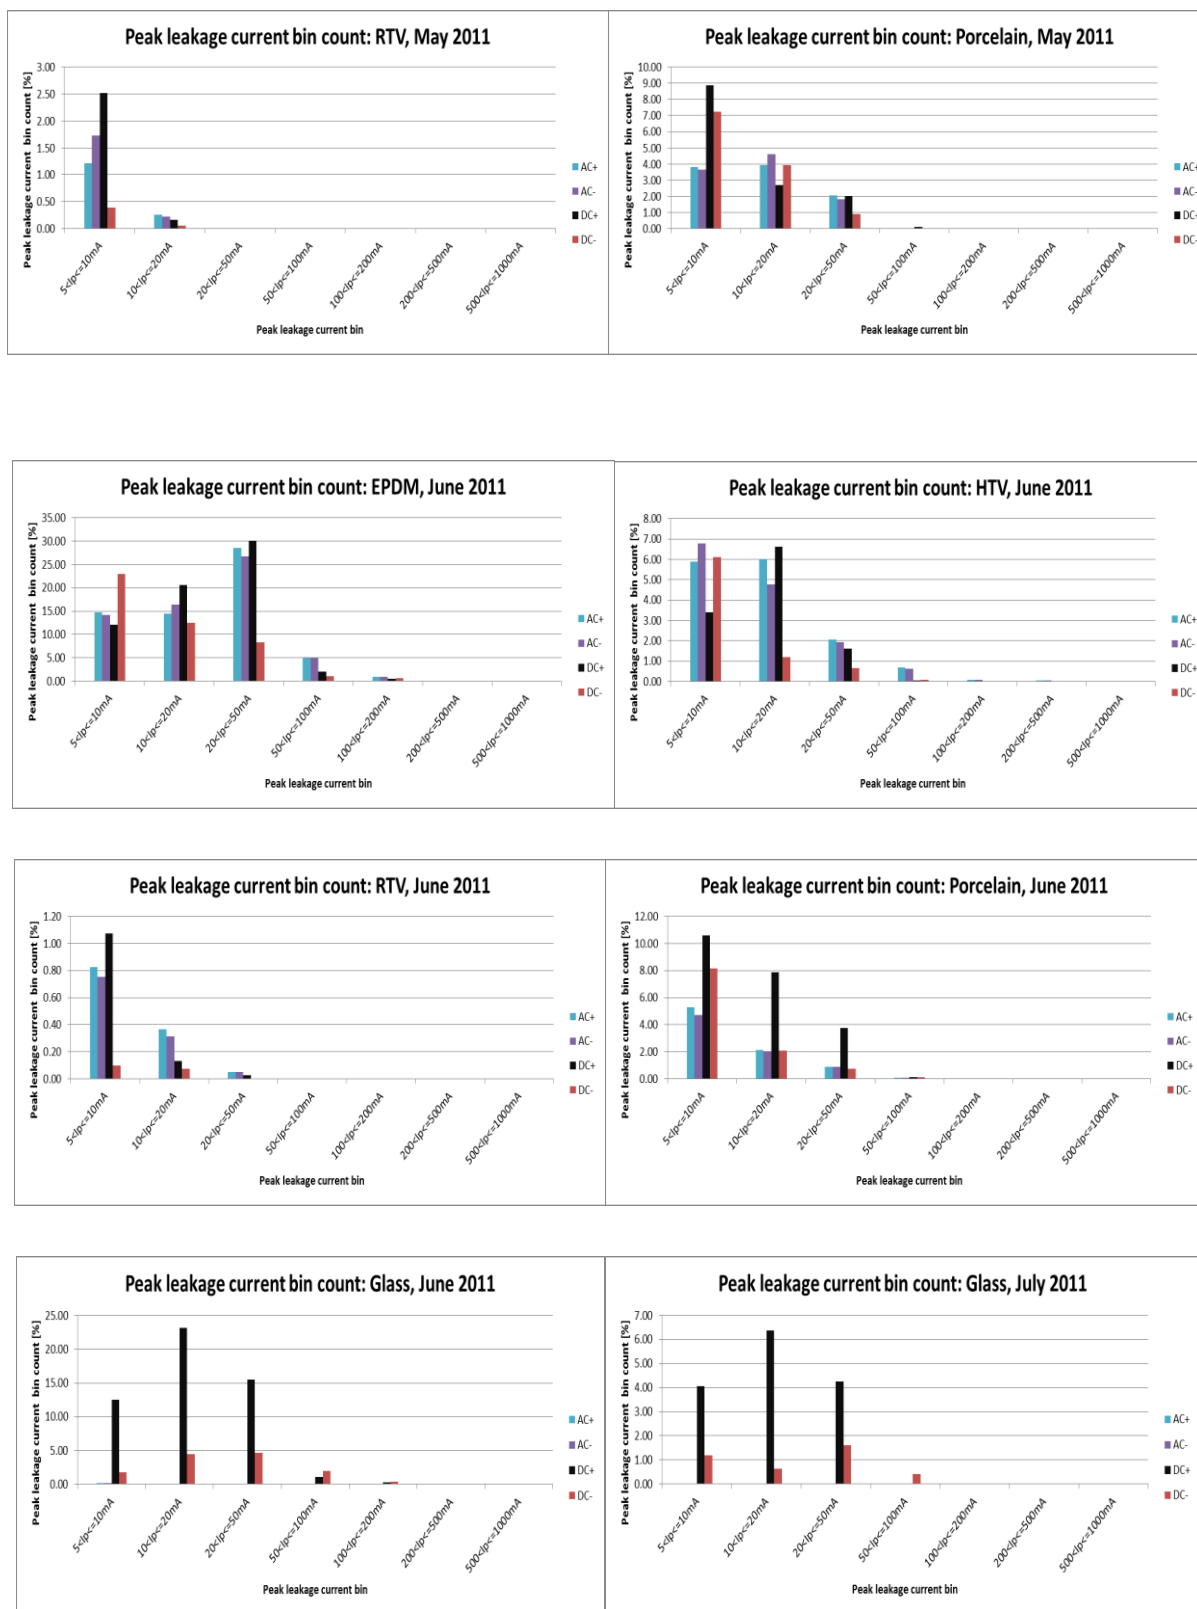 Peak leakage current bin count: RTV, May 2011
Peak leakage current bin count [%]
3.00
2.50
2.00
1.50
1.00
0.50
0.00
5<Ip<=10mA
10<Ip<=20mA
20<Ip<=50mA
50<Ip<=100mA
100<Ip<=200mA
200<Ip<=500mA
500<Ip<=1000mA
Peak leakage current bin
AC+
AC-
DC+
DC-
Peak leakage current bin count: Porcelain, May 2011
Peak leakage current bin count [%]
10.00
9.00
8.00
7.00
6.00
5.00
4.00
3.00
2.00
1.00
0.00
5<Ip<=10mA
10<Ip<=20mA
20<Ip<=50mA
50<Ip<=100mA
100<Ip<=200mA
200<Ip<=500mA
500<Ip<=1000mA
Peak leakage current bin
AC+
AC-
DC+
DC-
Peak leakage current bin count: EPDM, June 2011
Peak leakage current bin count [%]
35.00
30.00
25.00
20.00
15.00
10.00
5.00
0.00
5<Ip<=10mA
10<Ip<=20mA
20<Ip<=50mA
50<Ip<=100mA
100<Ip<=200mA
200<Ip<=500mA
500<Ip<=1000mA
Peak leakage current bin
AC+
AC-
DC+
DC-
Peak leakage current bin count: HTV, June 2011
Peak leakage current bin count [%]
8.00
7.00
6.00
5.00
4.00
3.00
2.00
1.00
0.00
5<Ip<=10mA
10<Ip<=20mA
20<Ip<=50mA
50<Ip<=100mA
100<Ip<=200mA
200<Ip<=500mA
500<Ip<=1000mA
Peak leakage current bin
AC+
AC-
DC+
DC-
Peak leakage current bin count: RTV, June 2011
Peak leakage current bin count [%]
1.20
1.00
0.80
0.60
0.40
0.20
0.00
5<Ip<=10mA
10<Ip<=20mA
20<Ip<=50mA
50<Ip<=100mA
100<Ip<=200mA
200<Ip<=500mA
500<Ip<=1000mA
Peak leakage current bin
AC+
AC-
DC+
DC-
Peak leakage current bin count: Porcelain, June 2011
Peak leakage current bin count [%]
12.00
10.00
8.00
6.00
4.00
2.00
0.00
5<Ip<=10mA
10<Ip<=20mA
20<Ip<=50mA
50<Ip<=100mA
100<Ip<=200mA
200<Ip<=500mA
500<Ip<=1000mA
Peak leakage current bin
AC+
AC-
DC+
DC-
Peak leakage current bin count: Glass, June 2011
Peak leakage current bin count [%]
25.00
20.00
15.00
10.00
5.00
0.00
5<Ip<=10mA
10<Ip<=20mA
20<Ip<=50mA
50<Ip<=100mA
100<Ip<=200mA
200<Ip<=500mA
500<Ip<=1000mA
Peak leakage current bin
AC+
AC-
DC+
DC-
Peak leakage current bin count: Glass, July 2011
Peak leakage current bin count [%]
7.00
6.00
5.00
4.00
3.00
2.00
1.00
0.00
5<Ip<=10mA
10<Ip<=20mA
20<Ip<=50mA
50<Ip<=100mA
100<Ip<=200mA
200<Ip<=500mA
500<Ip<=1000mA
Peak leakage current bin
AC+
AC-
DC+
DC-